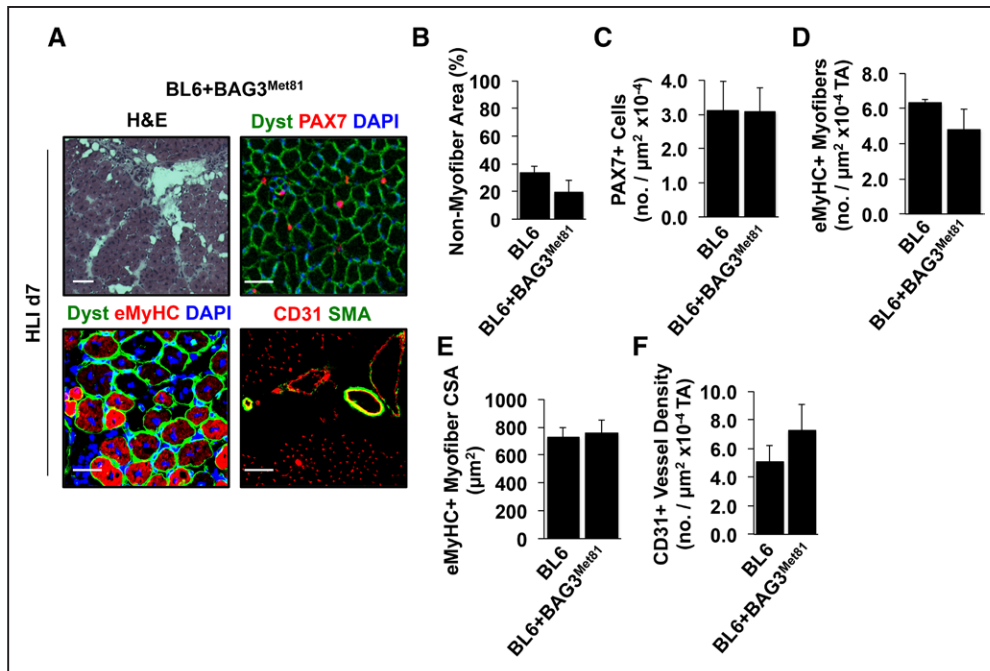 A
BL6+BAG3Met81
H&E
Dyst PAX7 DAPI
HLI d7
Dyst eMyHC DAPI
CD31 SMA
B
Non-Myofiber Area (%)
100
80
60
40
20
0
BL6
BL6+BAG3Met81
C
PAX7+ Cells
(no. / µm² x10-4)
4.0
3.0
2.0
1.0
0.0
BL6
BL6+BAG3Met81
D
eMyHC+ Myofibers
(no. / µm² x10-4 TA)
8.0
6.0
4.0
2.0
0.0
BL6
BL6+BAG3Met81
E
eMyHC+ Myofiber CSA
(µm²)
1000
800
600
400
200
0
BL6
BL6+BAG3Met81
F
CD31+ Vessel Density
(no. / µm² x10-4 TA)
10.0
8.0
6.0
4.0
2.0
0.0
BL6
BL6+BAG3Met81